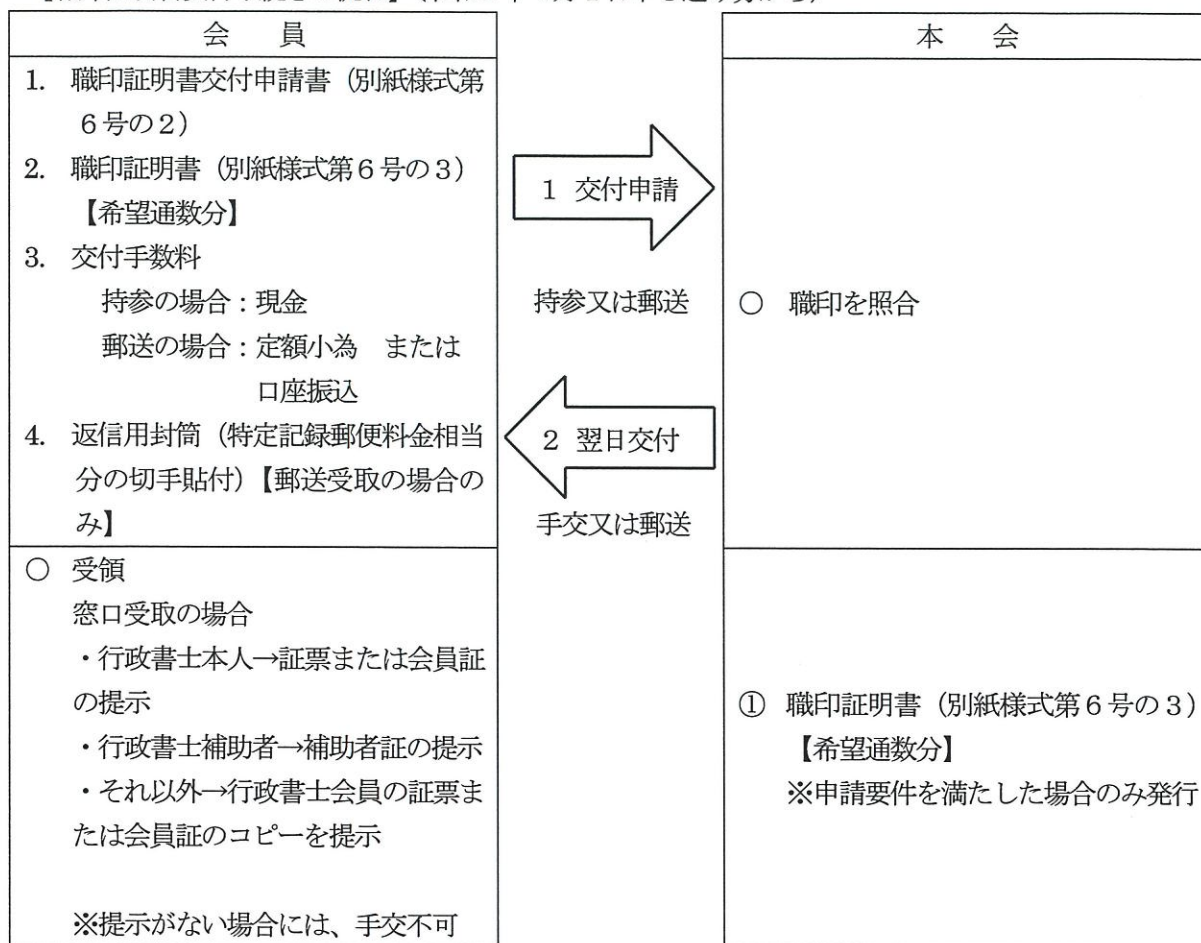 会　員
1. 職印証明書交付申請書（別紙様式第
６号の２）
2. 職印証明書（別紙様式第６号の３）
【希望通数分】
3. 交付手数料
持参の場合：現金
郵送の場合：定額小為　または
口座振込
4. 返信用封筒（特定記録郵便料金相当
分の切手貼付）【郵送受取の場合の
み】
１ 交付申請
持参又は郵送
２ 翌日交付
手交又は郵送
本　会
○ 職印を照合
○ 受領
窓口受取の場合
・行政書士本人→証票または会員証
の提示
・行政書士補助者→補助者証の提示
・それ以外→行政書士会員の証票ま
たは会員証のコピーを提示
※提示がない場合には、手交不可
① 職印証明書（別紙様式第６号の３）
【希望通数分】
※申請要件を満たした場合のみ発行